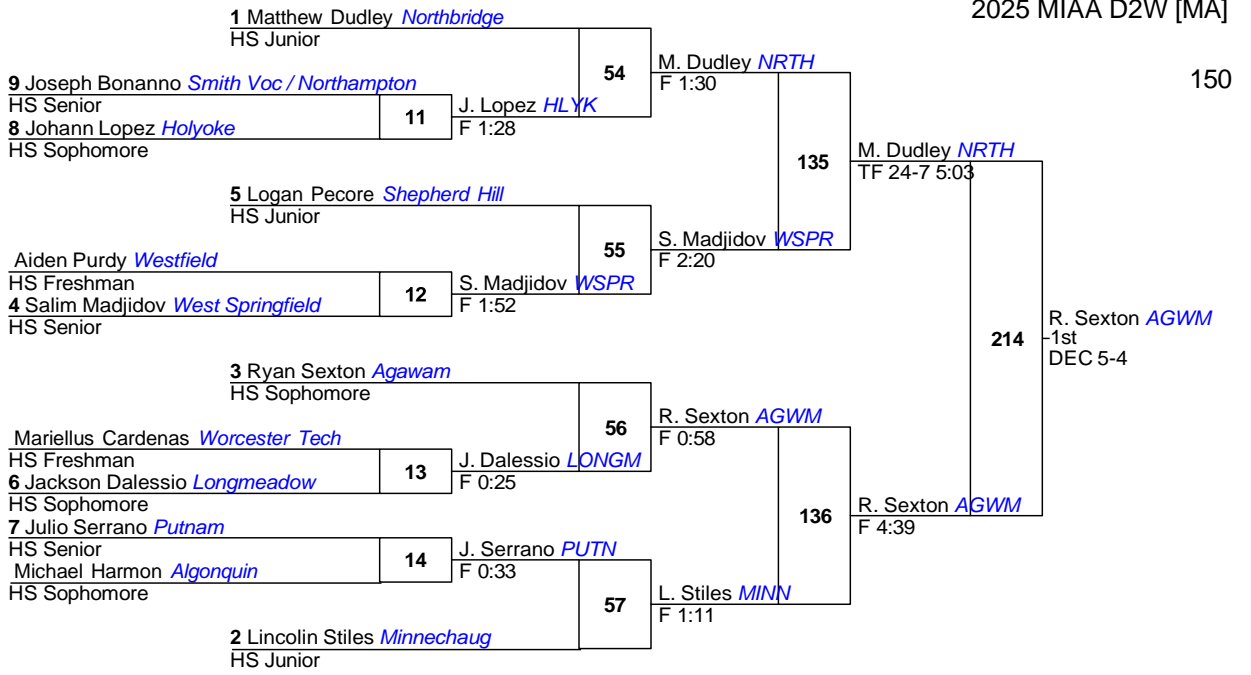 2025 MIAA D2W [MA]
150
1 Matthew Dudley Northbridge
HS Junior
9 Joseph Bonanno Smith Voc / Northampton
HS Senior
8 Johann Lopez Holyoke
HS Sophomore
5 Logan Pecore Shepherd Hill
HS Junior
Aiden Purdy Westfield
HS Freshman
4 Salim Madjidov West Springfield
HS Senior
3 Ryan Sexton Agawam
HS Sophomore
Mariellus Cardenas Worcester Tech
HS Freshman
6 Jackson Dalessio Longmeadow
HS Sophomore
7 Julio Serrano Putnam
HS Senior
Michael Harmon Algonquin
HS Sophomore
2 Lincolin Stiles Minnechaug
HS Junior
11
J. Lopez HLYK
F 1:28
12
S. Madjidov WSPR
F 1:52
13
J. Dalessio LONGM
F 0:25
14
J. Serrano PUTN
F 0:33
54
M. Dudley NRTH
F 1:30
55
S. Madjidov WSPR
F 2:20
56
R. Sexton AGWM
F 0:58
57
L. Stiles MINN
F 1:11
135
M. Dudley NRTH
TF 24-7 5:03
136
R. Sexton AGWM
F 4:39
214
R. Sexton AGWM
1st
DEC 5-4